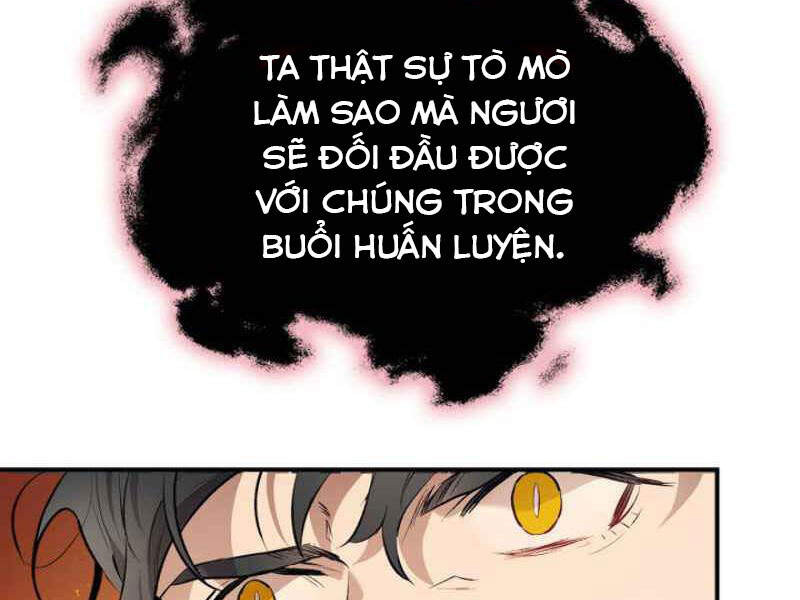 TA THẬT SỰ TÒ MÒ
LÀM SAO MÀ NGƯƠI
SẼ ĐỐI ĐẦU ĐƯỢC
VỚI CHÚNG TRONG
BUỔI HUẤN LUYỆN.